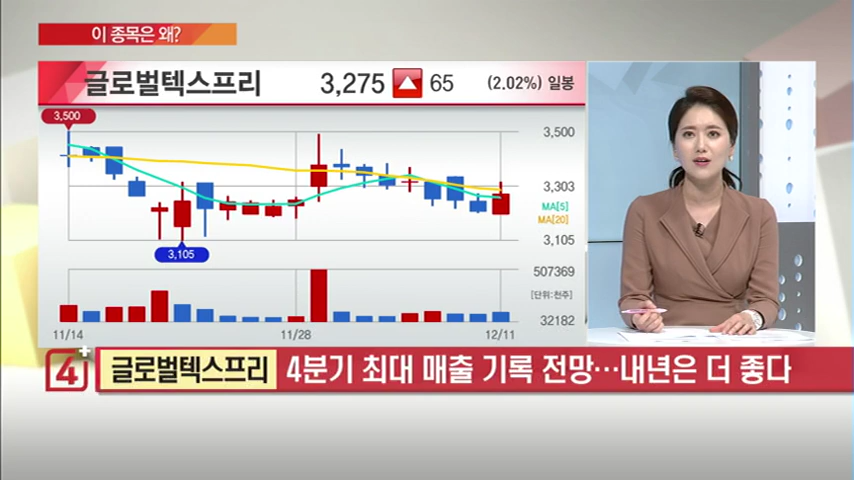 이 종목은 왜?
글로벌텍스프리 3,275 65 (2.02%) 일봉
3,500
3,500
3,303
MA[5]
MA[20]
3,105
3,105
507369
[단위:천주]
32182
11/14 11/28 12/11
4+ 글로벌텍스프리 4분기 최대 매출 기록 전망…내년은 더 좋다